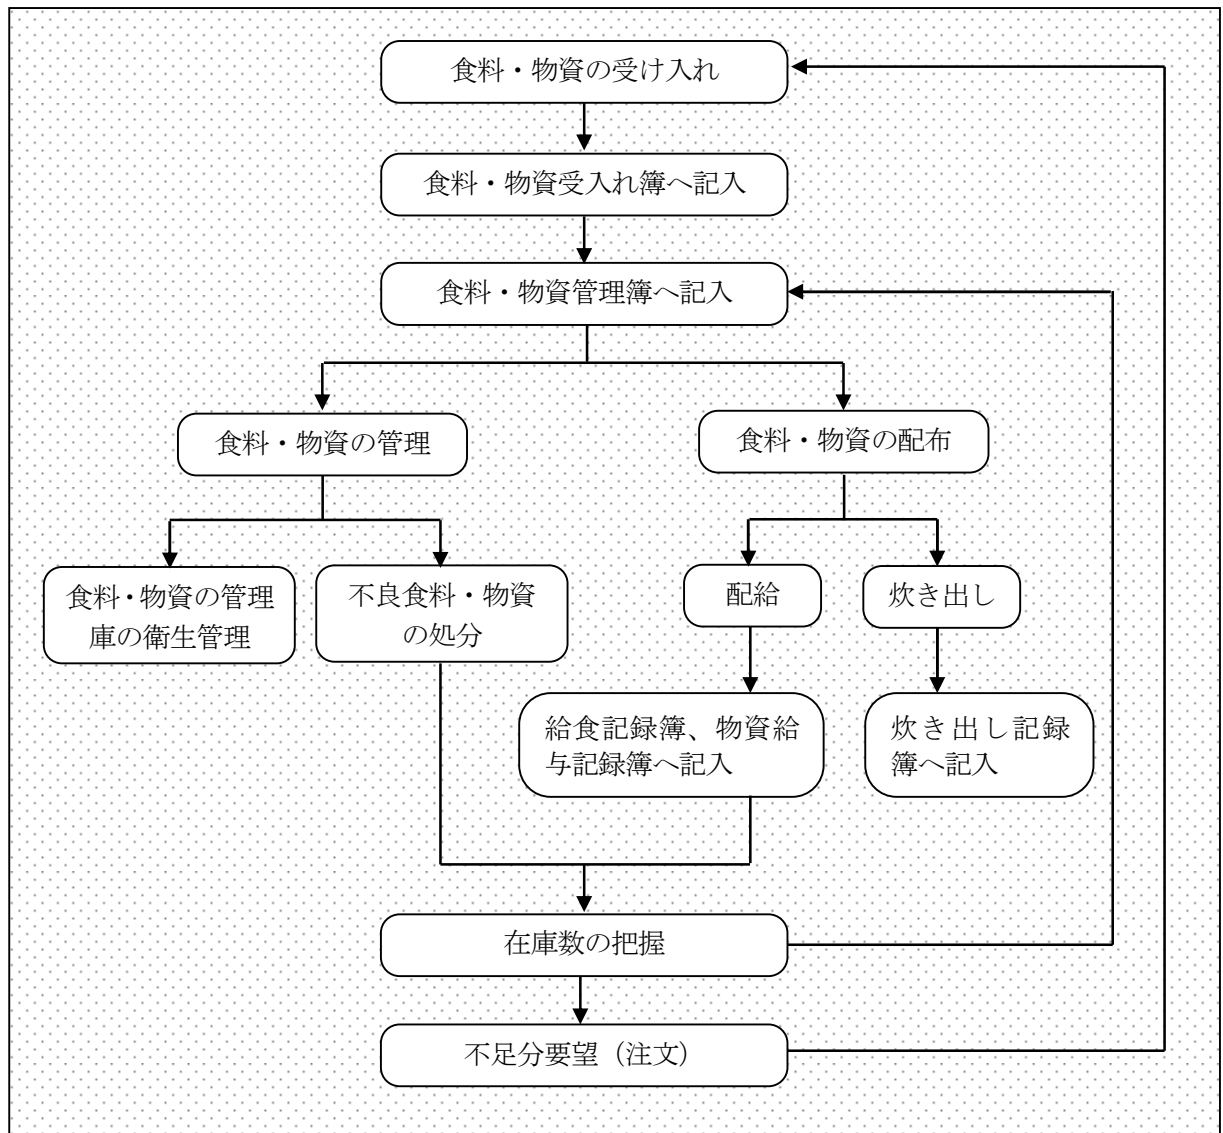 食料・物資の受け入れ
食料・物資受入れ簿へ記入
食料・物資管理簿へ記入
食料・物資の管理
食料・物資の配布
食料・物資の管理
庫の衛生管理
不良食料・物資
の処分
配給
炊き出し
給食記録簿、物資給
与記録簿へ記入
炊き出し記録
簿へ記入
在庫数の把握
不足分要望（注文）